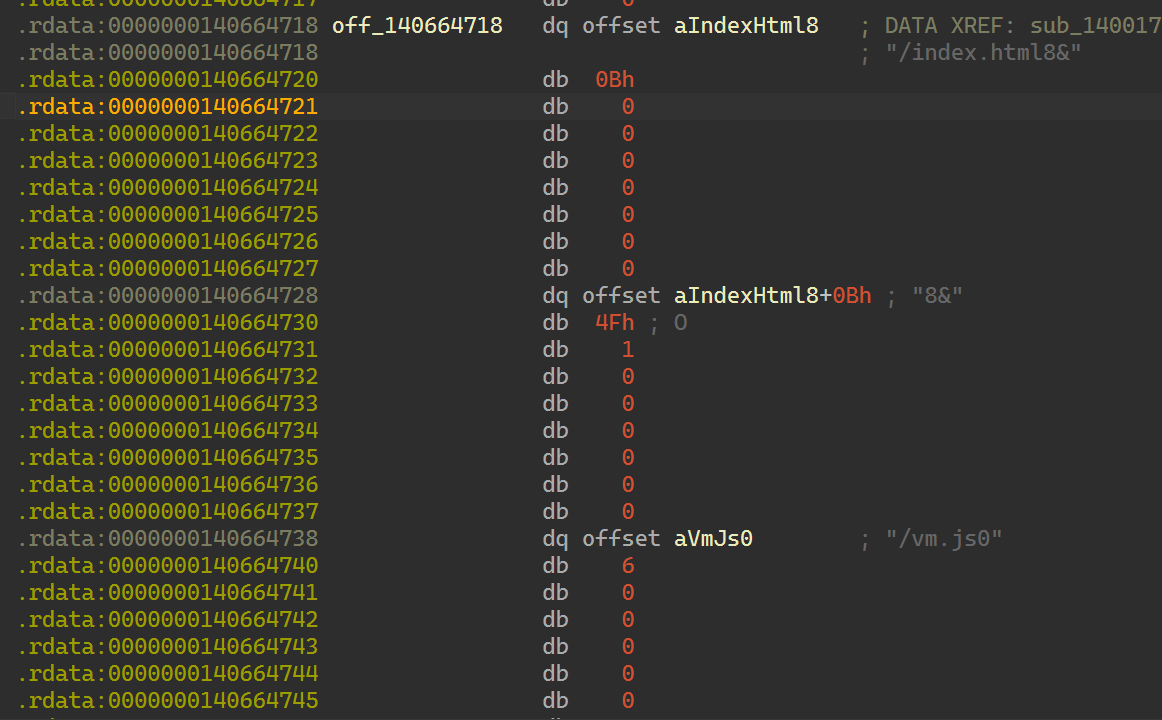 .rdata:0000000140664717 db 0
.rdata:0000000140664718 off_140664718 dq offset aIndexHtml8 ; DATA XREF: sub_140017
.rdata:0000000140664718 ; "/index.html8&"
.rdata:0000000140664720 db 0Bh
.rdata:0000000140664721 db 0
.rdata:0000000140664722 db 0
.rdata:0000000140664723 db 0
.rdata:0000000140664724 db 0
.rdata:0000000140664725 db 0
.rdata:0000000140664726 db 0
.rdata:0000000140664727 db 0
.rdata:0000000140664728 dq offset aIndexHtml8+0Bh ; "8&"
.rdata:0000000140664730 db 4Fh ; O
.rdata:0000000140664731 db 1
.rdata:0000000140664732 db 0
.rdata:0000000140664733 db 0
.rdata:0000000140664734 db 0
.rdata:0000000140664735 db 0
.rdata:0000000140664736 db 0
.rdata:0000000140664737 db 0
.rdata:0000000140664738 dq offset aVmJs0 ; "/vm.js0"
.rdata:0000000140664740 db 6
.rdata:0000000140664741 db 0
.rdata:0000000140664742 db 0
.rdata:0000000140664743 db 0
.rdata:0000000140664744 db 0
.rdata:0000000140664745 db 0